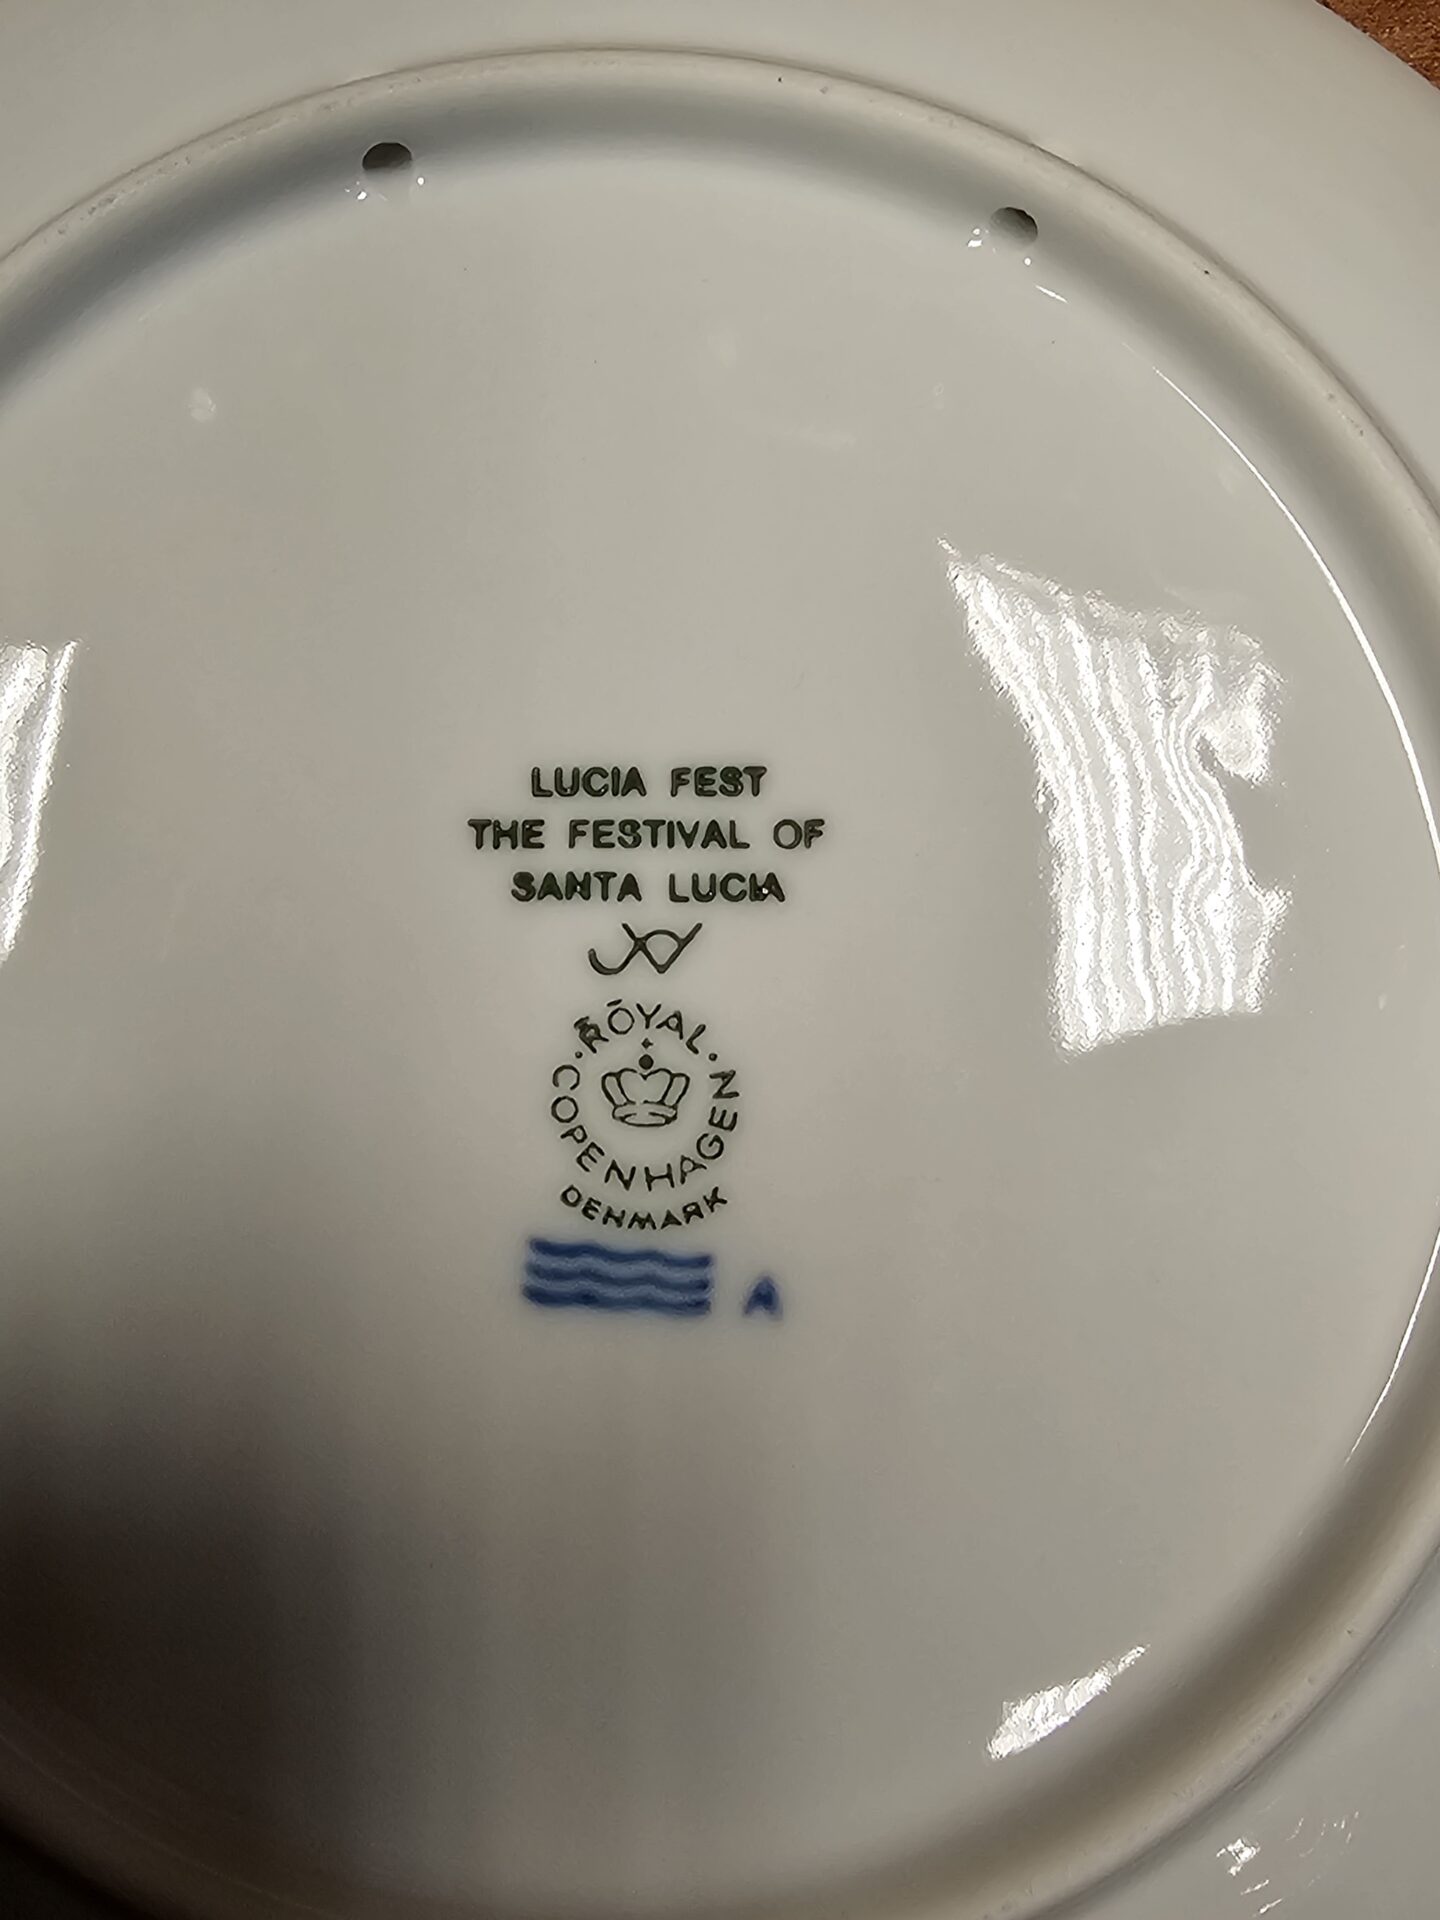 LUCIA FEST
THE FESTIVAL OF
SANTA LUCIA
ROYAL · COPENHAGEN ·
DENMARK
A